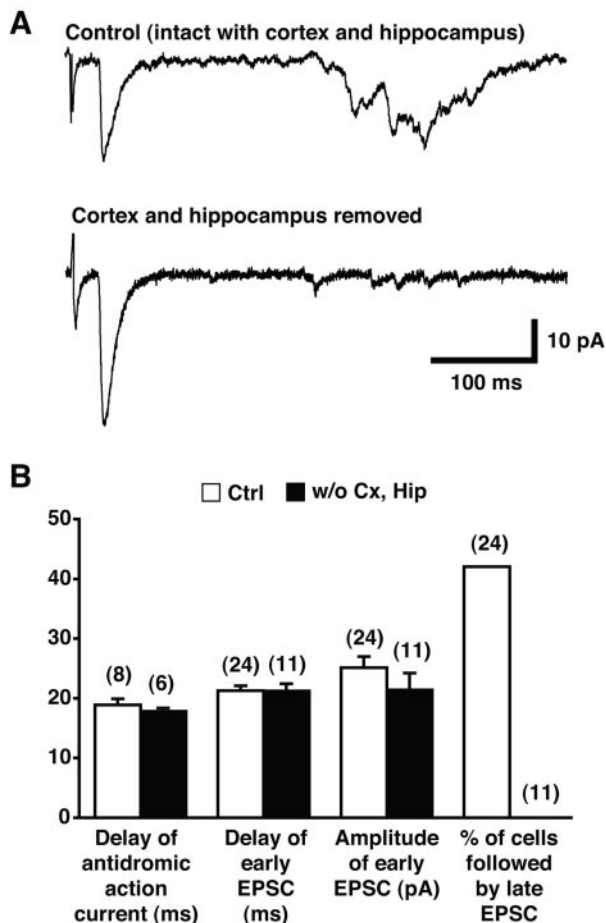 A
Control (intact with cortex and hippocampus)
Cortex and hippocampus removed
10 pA
100 ms
B
Ctrl
w/o Cx, Hip
50
40
30
20
10
0
(8)
(6)
(24)
(11)
(24)
(11)
(24)
(11)
Delay of
antidromic
action
current (ms)
Delay of
early
EPSC
(ms)
Amplitude
of early
EPSC (pA)
% of cells
followed
by late
EPSC